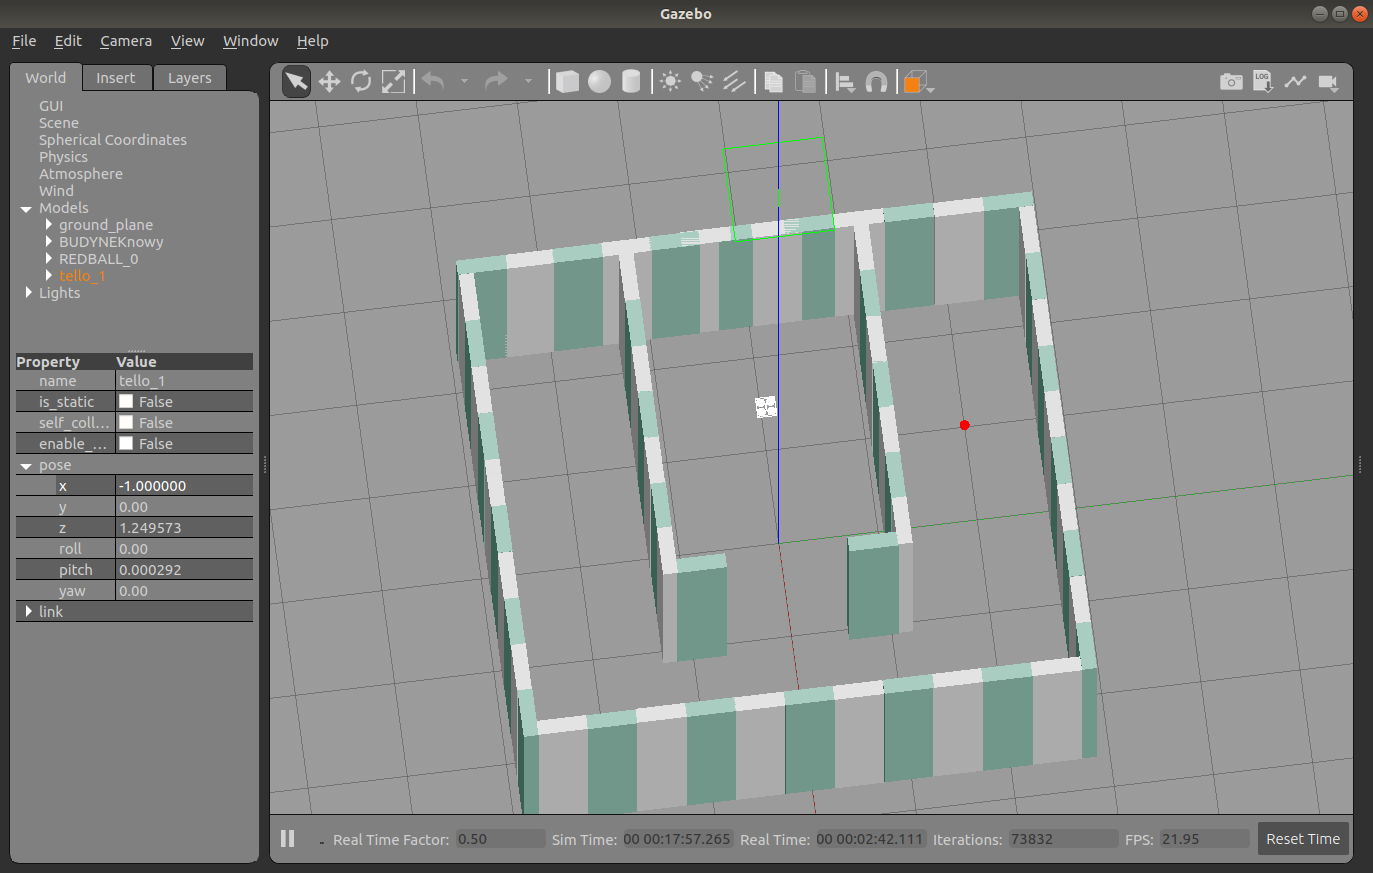 Gazebo
File Edit Camera View Window Help
World Insert Layers
LOG
GUI
Scene
Spherical Coordinates
Physics
Atmosphere
Wind
Models
ground_plane
BUDYNEKnowy
REDBALL_0
tello_1
Lights
Property Value
name tello_1
is_static False
self_coll... False
enable_... False
pose
x -1.000000
y 0.00
z 1.249573
roll 0.00
pitch 0.000292
yaw 0.00
link
Real Time Factor: 0.50 Sim Time: 00 00:17:57.265 Real Time: 00 00:02:42.111 Iterations: 73832 FPS: 21.95 Reset Time